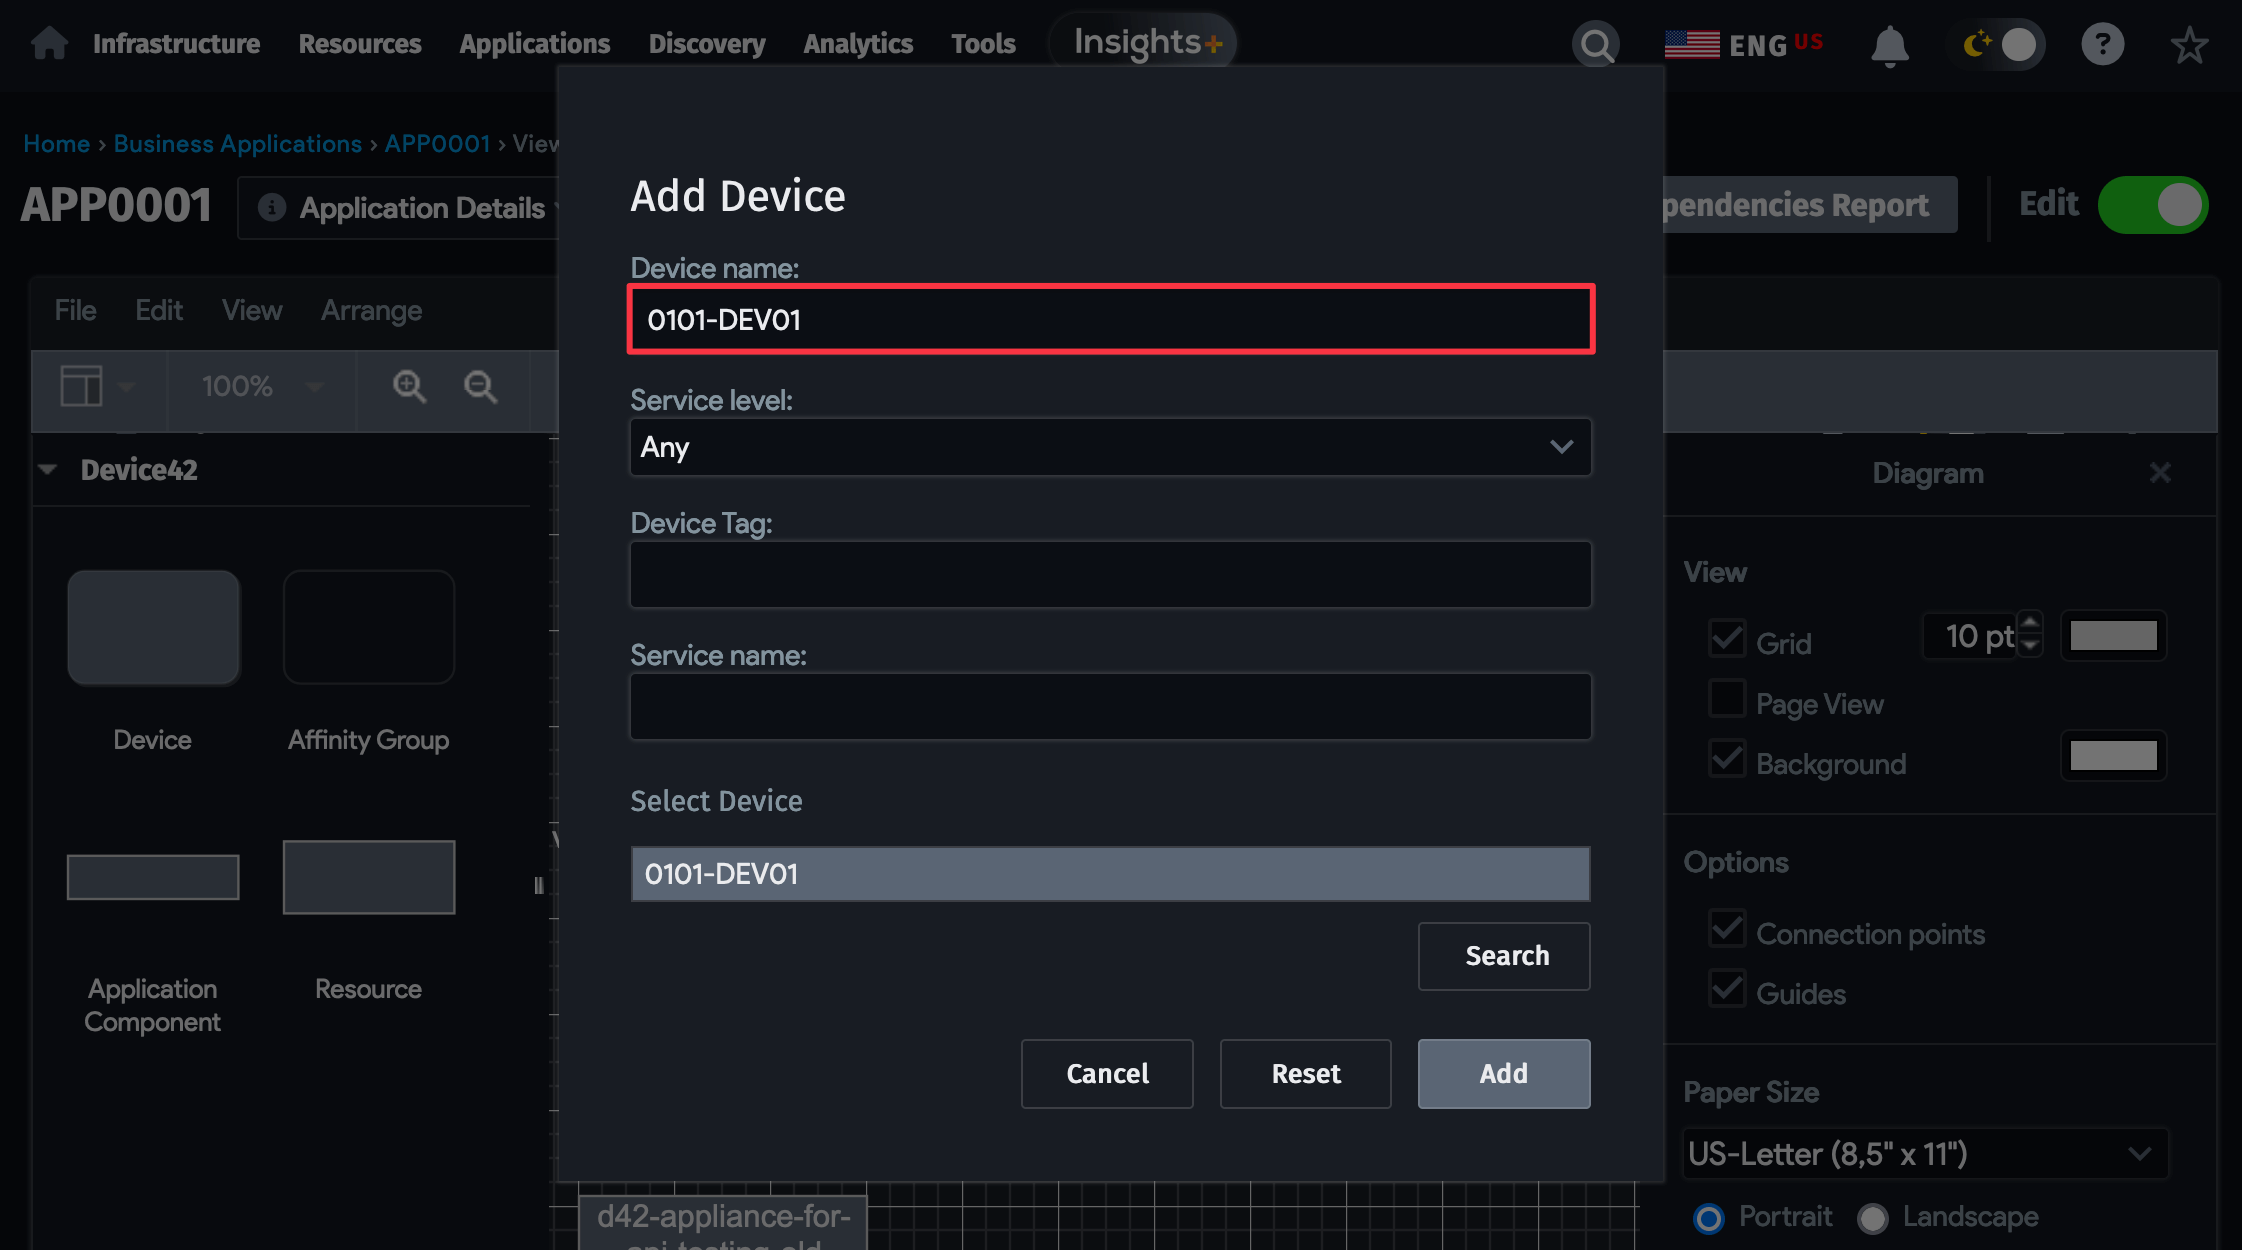 Infrastructure Resources Applications Discovery Analytics Tools Insights+ ENG US ?
Home › Business Applications › APP0001 › View
APP0001
Application Details
pendencies Report
Edit
File Edit View Arrange
100%
Device42
Device
Affinity Group
Application
Component
Resource
Add Device
Device name:
0101-DEV01
Service level:
Any
Device Tag:
Service name:
Select Device
0101-DEV01
Search
Cancel
Reset
Add
d42-appliance-for-
api-testing-old
Diagram
View
Grid
10 pt
Page View
Background
Options
Connection points
Guides
Paper Size
US-Letter (8,5" x 11")
Portrait
Landscape